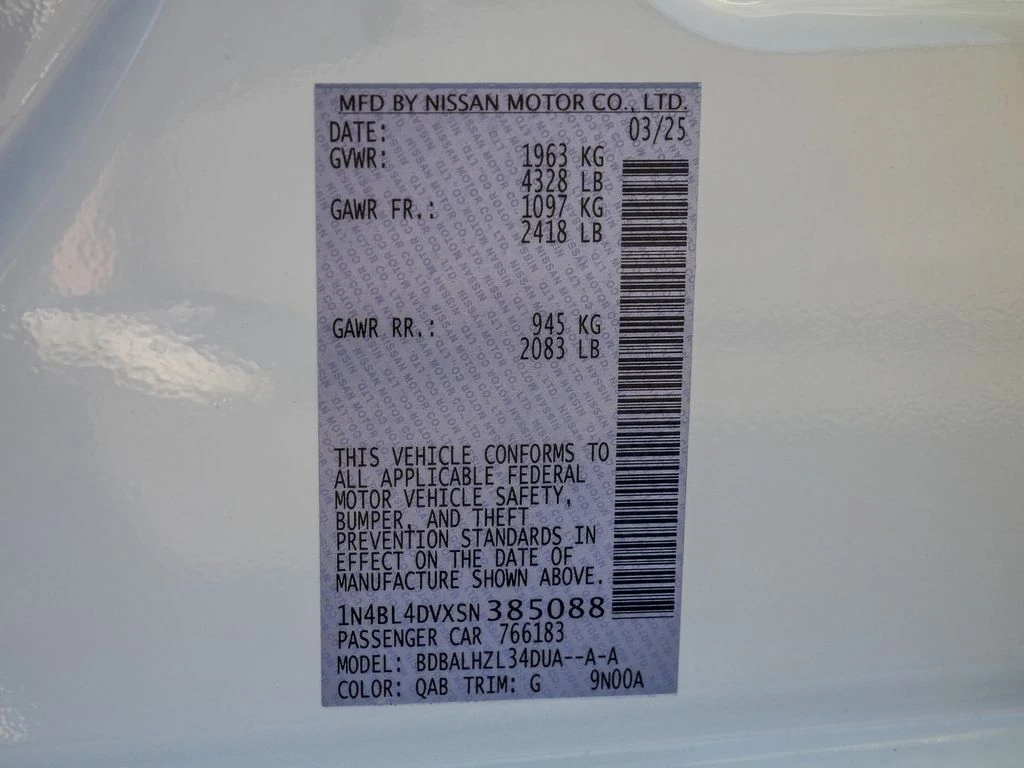 MFD BY NISSAN MOTOR CO., LTD.
DATE: 03/25
GVWR: 1963 KG
4328 LB
GAWR FR.: 1097 KG
2418 LB
GAWR RR.: 945 KG
2083 LB
THIS VEHICLE CONFORMS TO
ALL APPLICABLE FEDERAL
MOTOR VEHICLE SAFETY,
BUMPER, AND THEFT
PREVENTION STANDARDS IN
EFFECT ON THE DATE OF
MANUFACTURE SHOWN ABOVE.
1N4BL4DVXSN385088
PASSENGER CAR 766183
MODEL: BDBALHZL34DUA--A-A
COLOR: QAB TRIM: G 9N00A